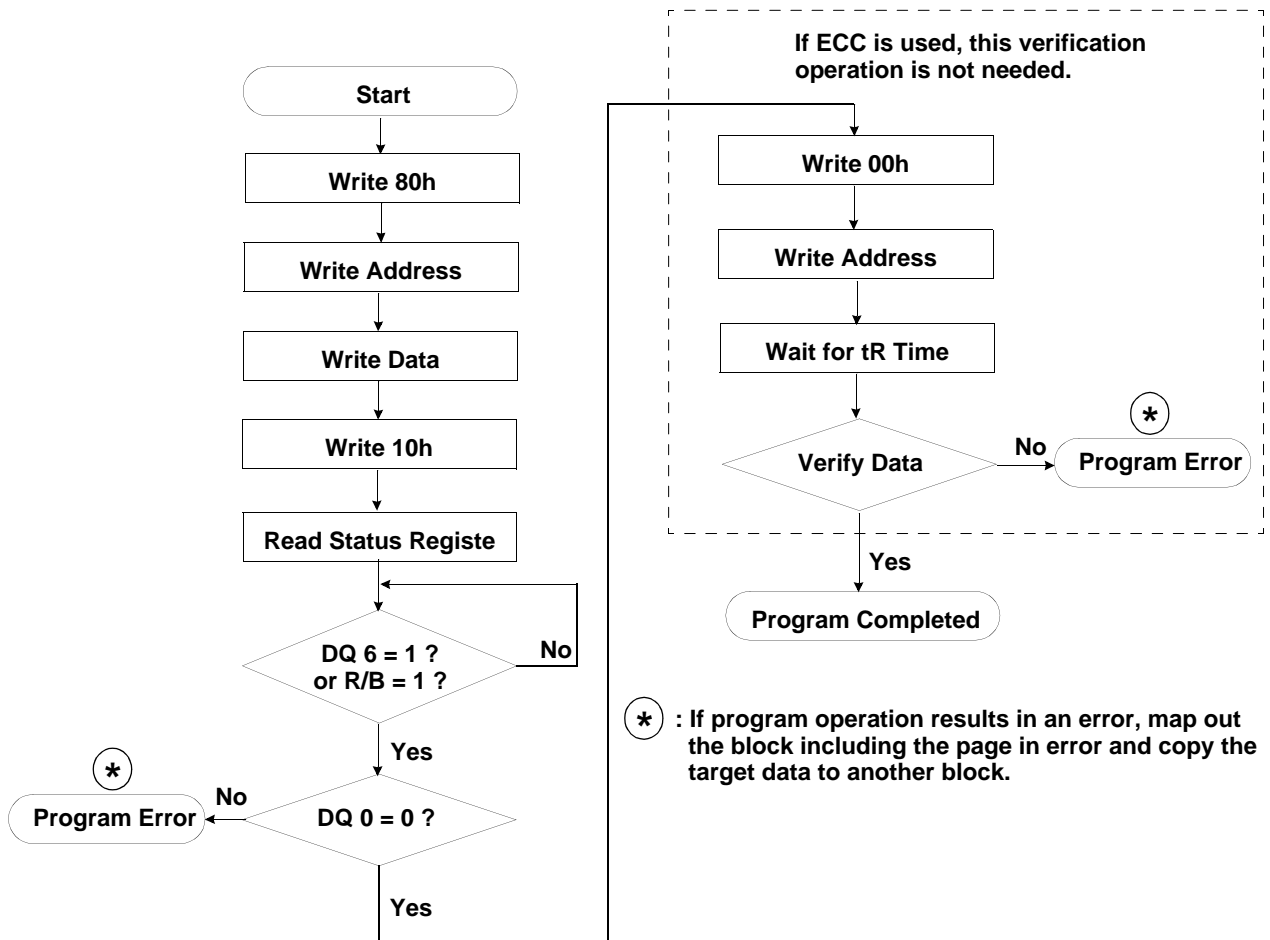 Start
Write 80h
Write Address
Write Data
Write 10h
Read Status Registe
DQ 6 = 1 ?
or R/B = 1 ?
No
Yes
*
No
Program Error
DQ 0 = 0 ?
Yes
If ECC is used, this verification
operation is not needed.
Write 00h
Write Address
Wait for tR Time
*
Verify Data
No
Program Error
Yes
Program Completed
* : If program operation results in an error, map out
the block including the page in error and copy the
target data to another block.